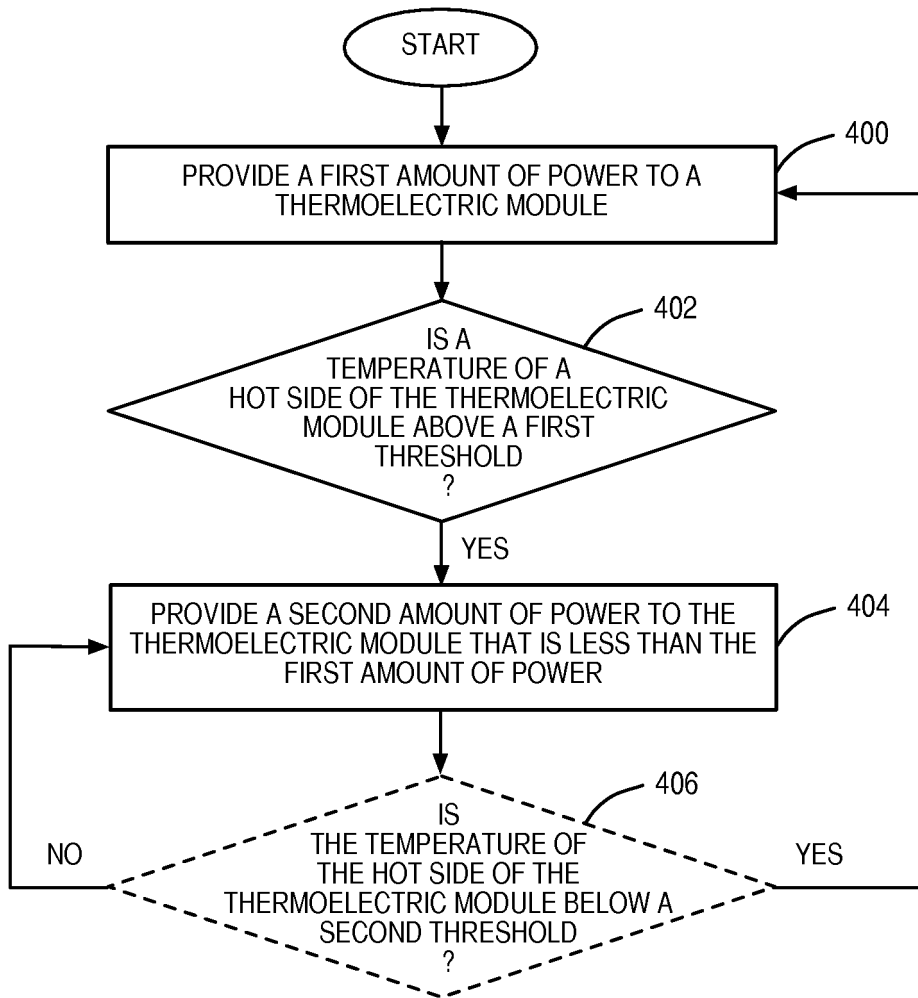 START
400
PROVIDE A FIRST AMOUNT OF POWER TO A
THERMOELECTRIC MODULE
402
IS A
TEMPERATURE OF A
HOT SIDE OF THE THERMOELECTRIC
MODULE ABOVE A FIRST
THRESHOLD
?
YES
404
PROVIDE A SECOND AMOUNT OF POWER TO THE
THERMOELECTRIC MODULE THAT IS LESS THAN THE
FIRST AMOUNT OF POWER
406
IS
THE TEMPERATURE OF
THE HOT SIDE OF THE
THERMOELECTRIC MODULE BELOW A
SECOND THRESHOLD
?
NO
YES